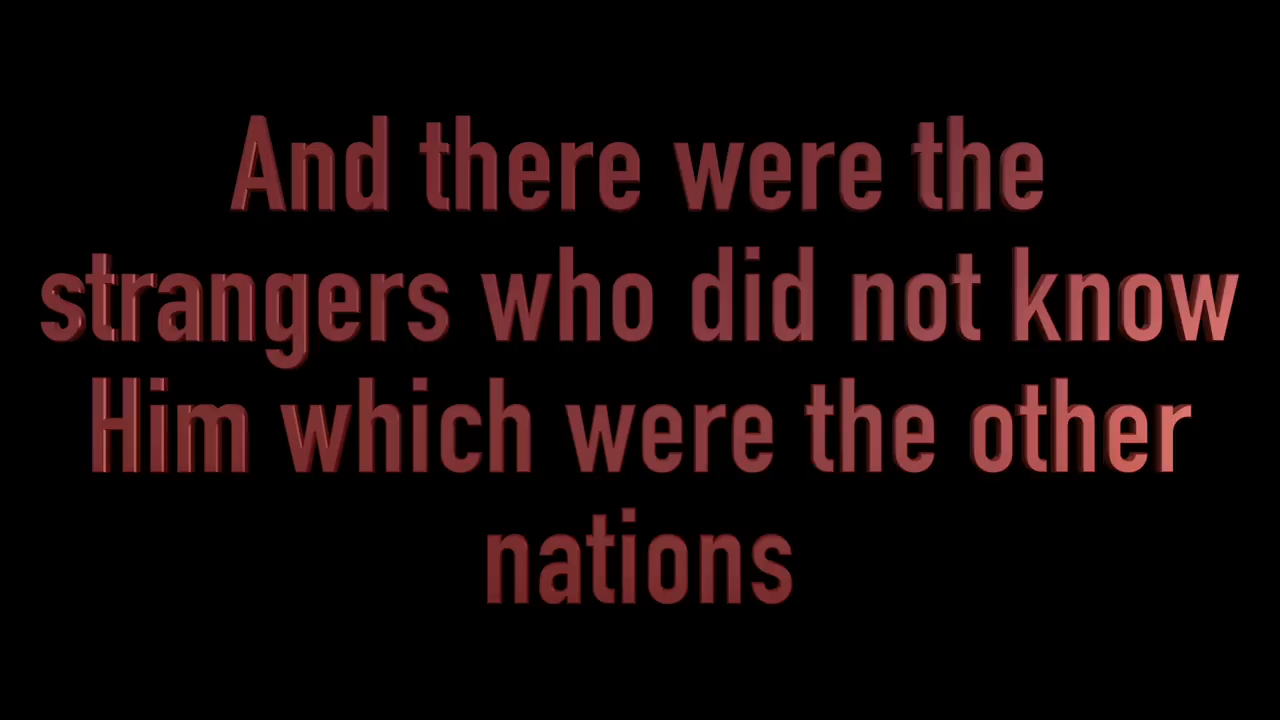 And there were the
strangers who did not know
Him which were the other
nations